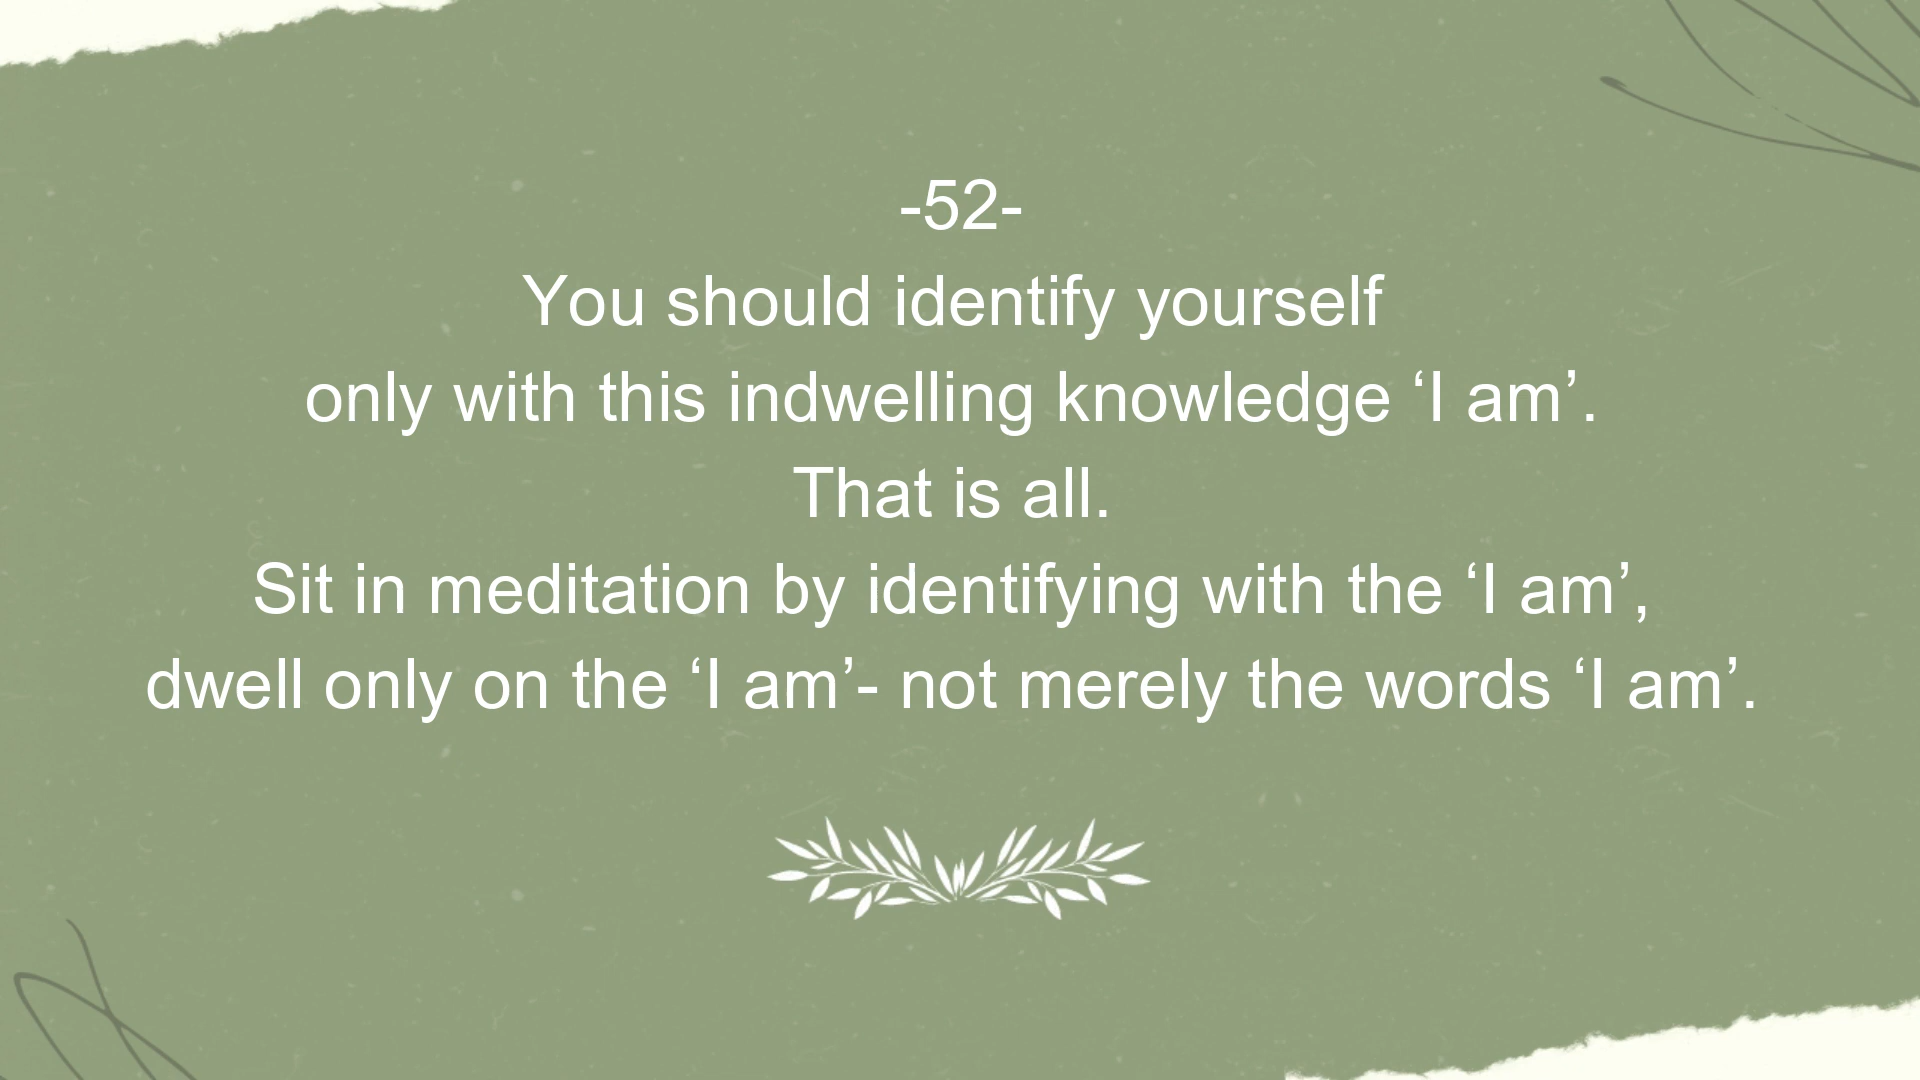 -52-
You should identify yourself
only with this indwelling knowledge ‘I am’.
That is all.
Sit in meditation by identifying with the ‘I am’,
dwell only on the ‘I am’- not merely the words ‘I am’.